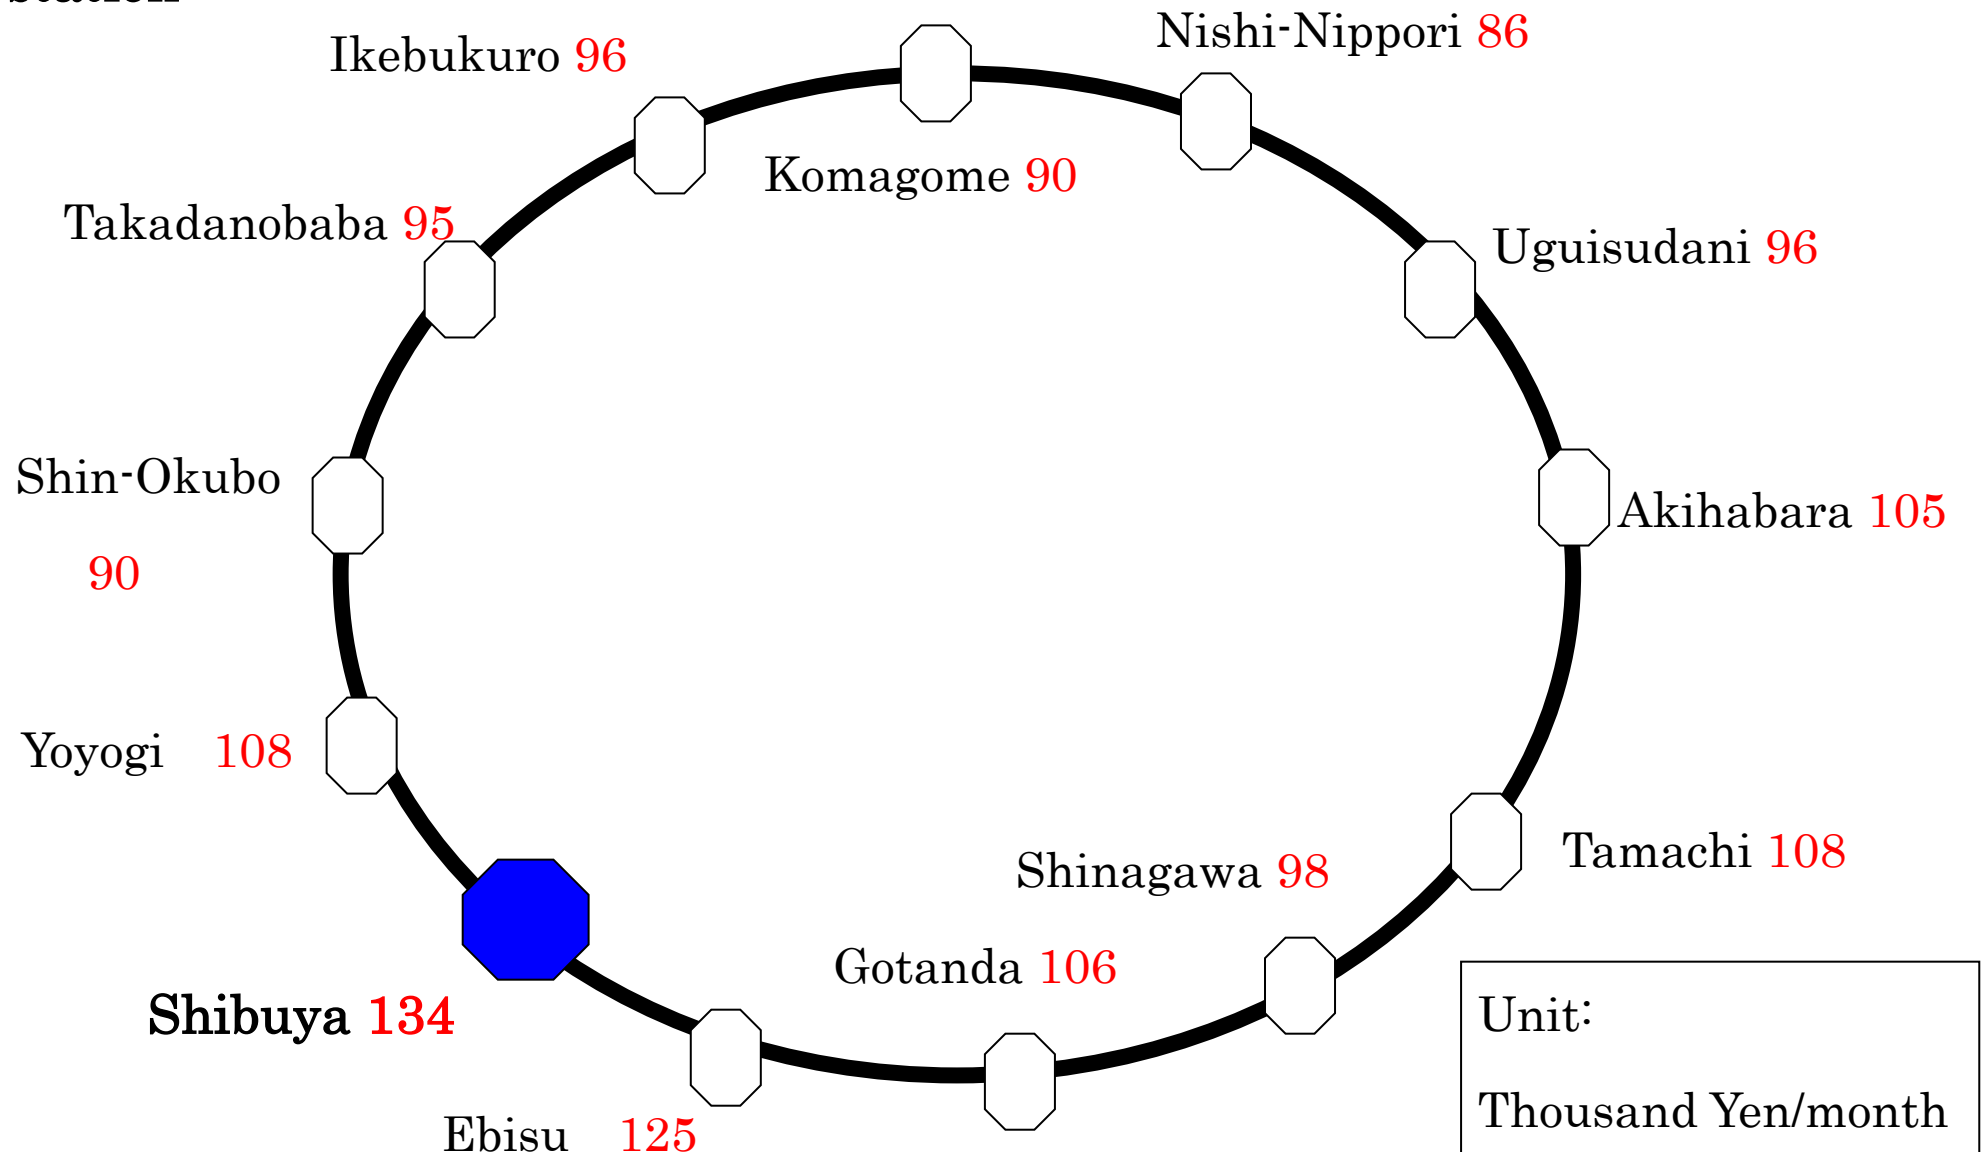 Nishi-Nippori 86
Ikebukuro 96
Komagome 90
Takadanobaba 95
Uguisudani 96
Shin-Okubo
90
Akihabara 105
Yoyogi 108
Tamachi 108
Shinagawa 98
Gotanda 106
Shibuya 134
Ebisu 125
Unit:
Thousand Yen/month